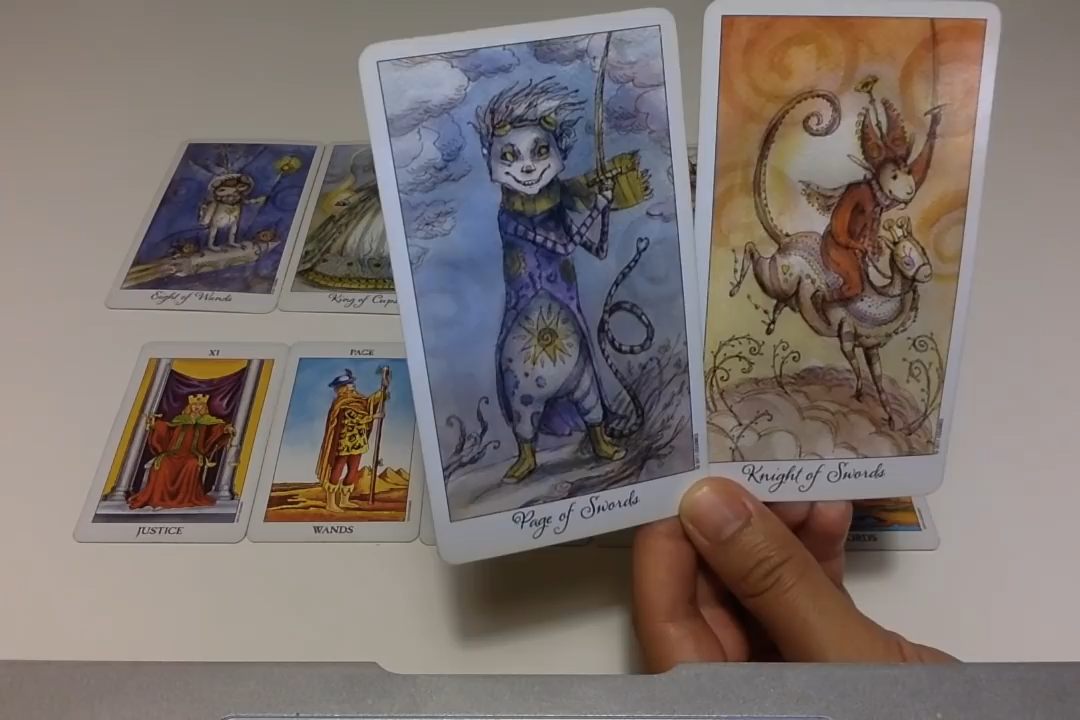 Eight of Wands
King of Cups
XI
JUSTICE
PAGE
WANDS
Page of Swords
Knight of Swords